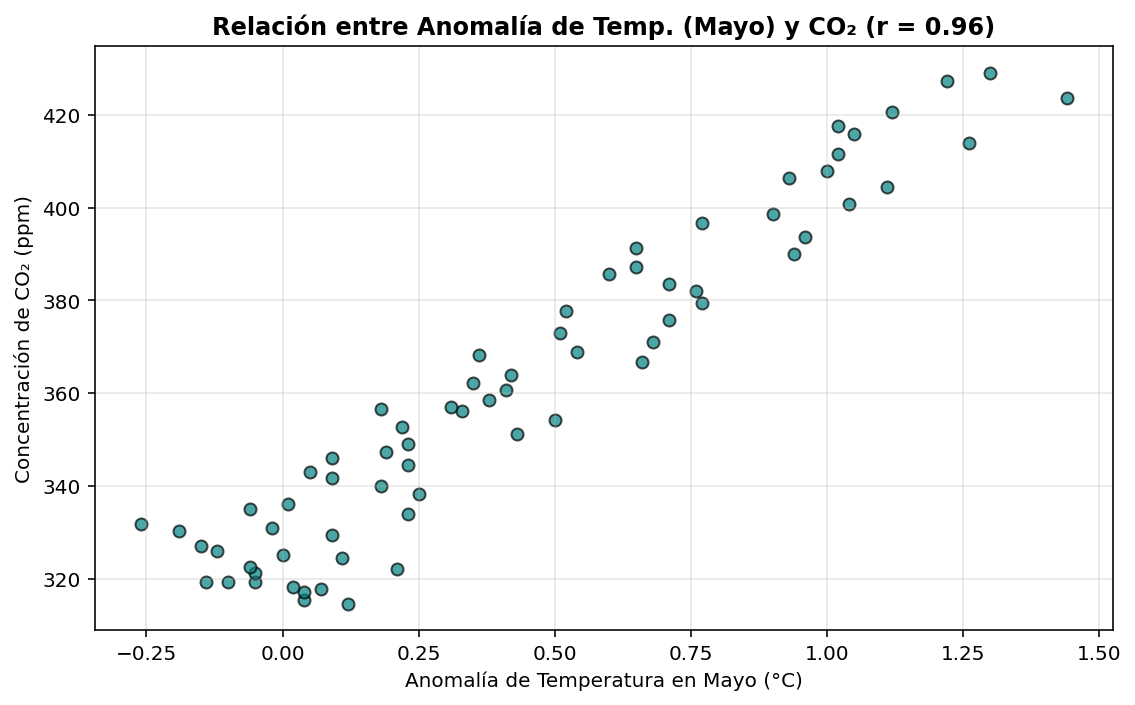 Relación entre Anomalía de Temp. (Mayo) y CO₂ (r = 0.96)
Concentración de CO₂ (ppm)
420
400
380
360
340
320
−0.25 0.00 0.25 0.50 0.75 1.00 1.25 1.50
Anomalía de Temperatura en Mayo (°C)